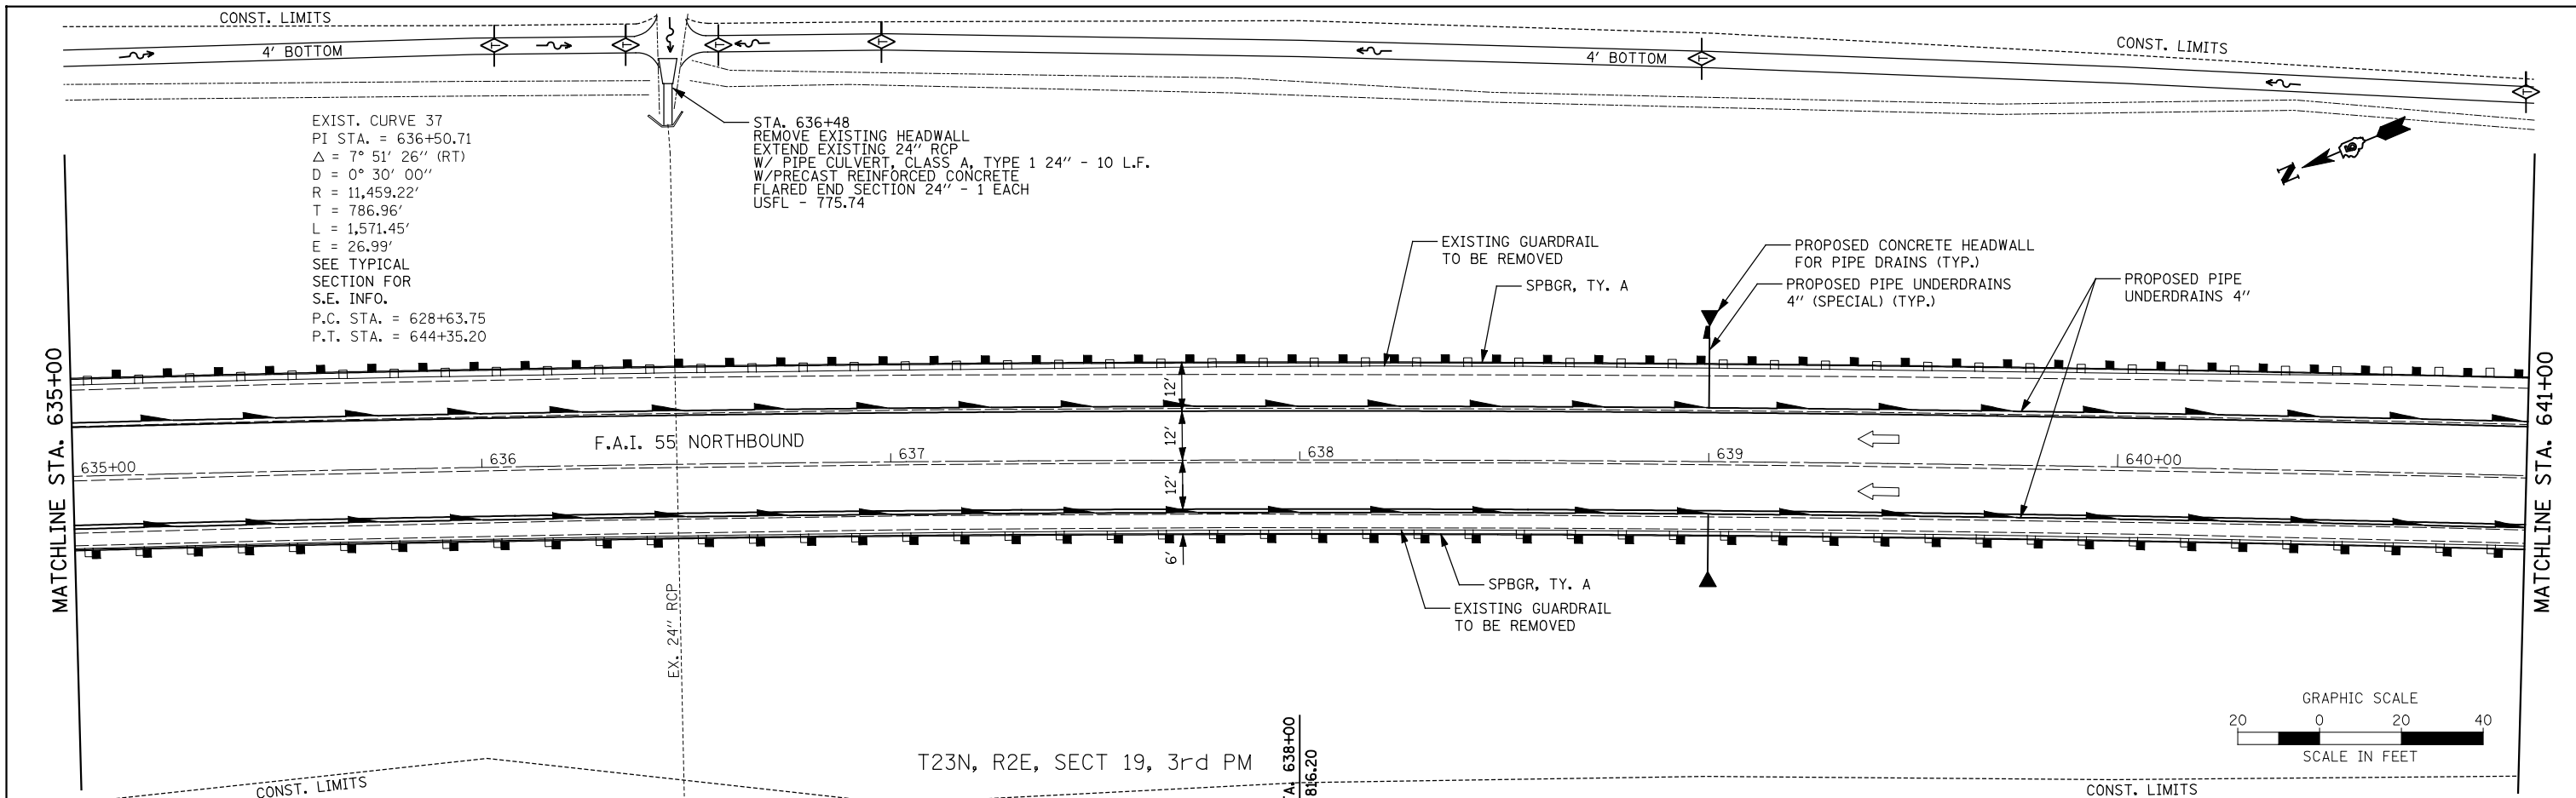 CONST. LIMITS
4' BOTTOM
4' BOTTOM
CONST. LIMITS
EXIST. CURVE 37
PI STA. = 636+50.71
△ = 7° 51' 26" (RT)
D = 0° 30' 00"
R = 11,459.22'
T = 786.96'
L = 1,571.45'
E = 26.99'
SEE TYPICAL
SECTION FOR
S.E. INFO.
P.C. STA. = 628+63.75
P.T. STA. = 644+35.20
STA. 636+48
REMOVE EXISTING HEADWALL
EXTEND EXISTING 24" RCP
W/ PIPE CULVERT, CLASS A, TYPE 1 24" - 10 L.F.
W/PRECAST REINFORCED CONCRETE
FLARED END SECTION 24" - 1 EACH
USFL - 775.74
N
EXISTING GUARDRAIL
TO BE REMOVED
SPBGR, TY. A
PROPOSED CONCRETE HEADWALL
FOR PIPE DRAINS (TYP.)
PROPOSED PIPE UNDERDRAINS
4" (SPECIAL) (TYP.)
PROPOSED PIPE
UNDERDRAINS 4"
MATCHLINE STA. 635+00
MATCHLINE STA. 641+00
12'
12'
12'
6'
F.A.I. 55 NORTHBOUND
635+00
636
637
638
639
640+00
SPBGR, TY. A
EXISTING GUARDRAIL
TO BE REMOVED
EX. 24" RCP
GRAPHIC SCALE
20 0 20 40
SCALE IN FEET
T23N, R2E, SECT 19, 3rd PM
TA. 638+00
816.20
CONST. LIMITS
CONST. LIMITS